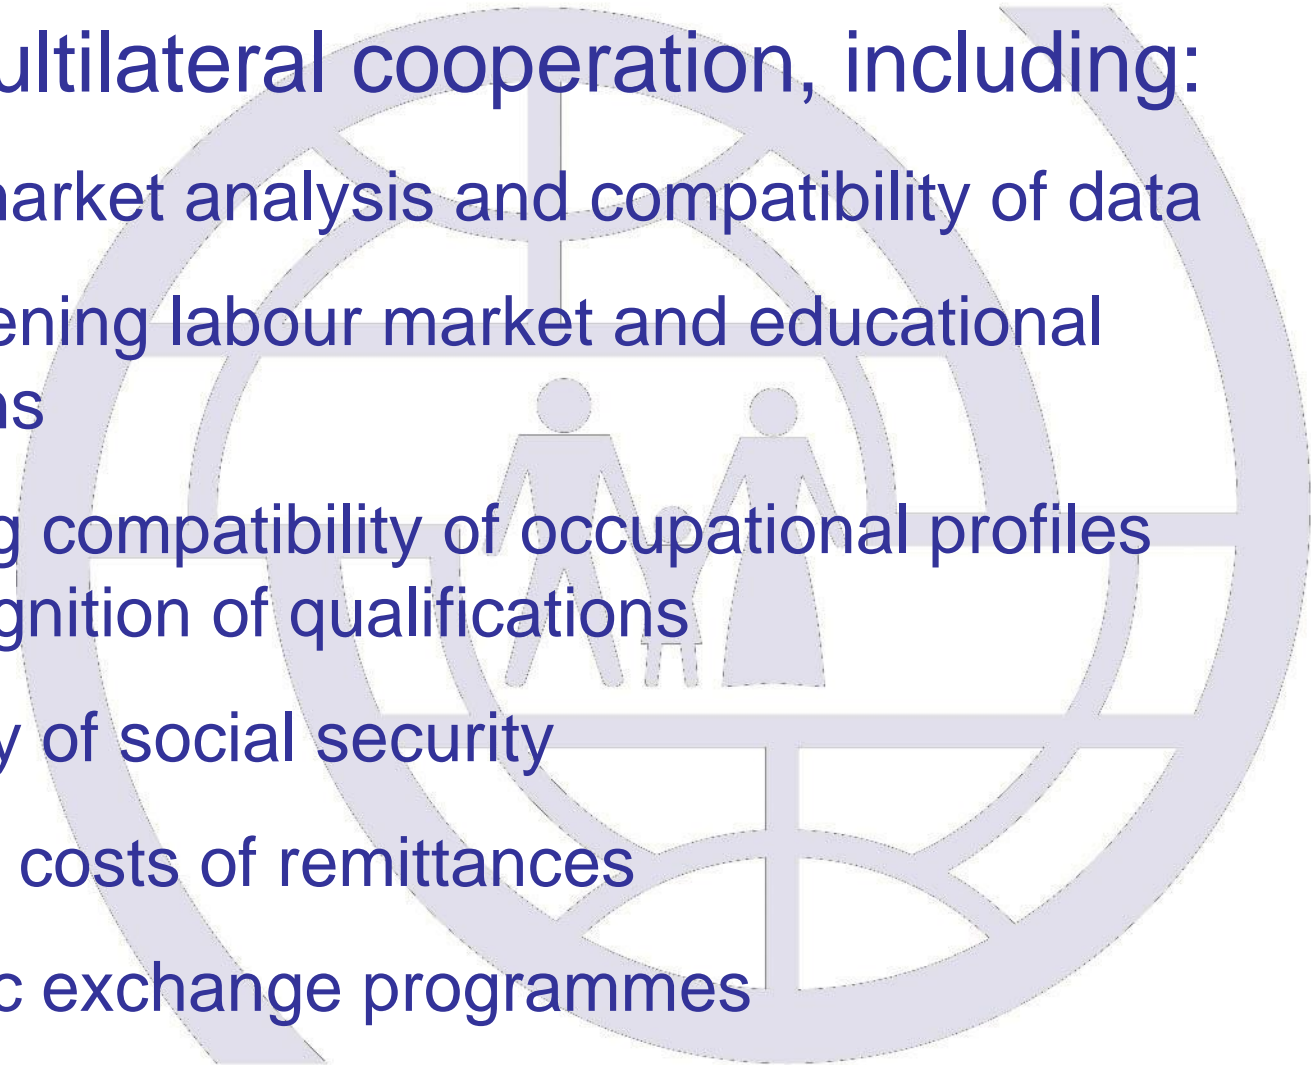 ultilateral cooperation, including:
market analysis and compatibility of data
ening labour market and educational
ns
g compatibility of occupational profiles
gnition of qualifications
y of social security
costs of remittances
c exchange programmes